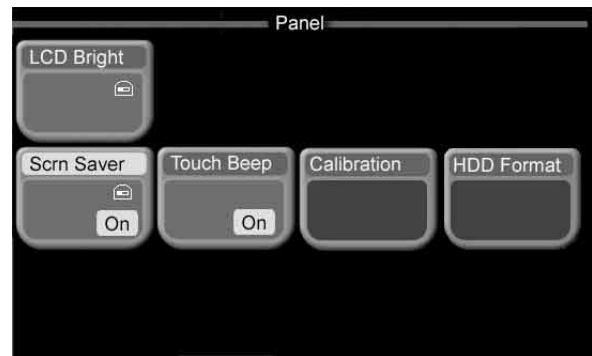 Panel
LCD Bright
Scrn Saver
On
Touch Beep
On
Calibration
HDD Format